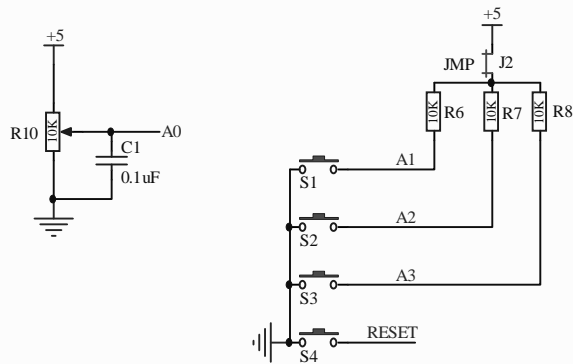 +5
R10
10K
A0
C1
0.1uF
+5
JMP
J2
10K
R6
10K
R7
10K
R8
S1
A1
S2
A2
S3
A3
S4
RESET